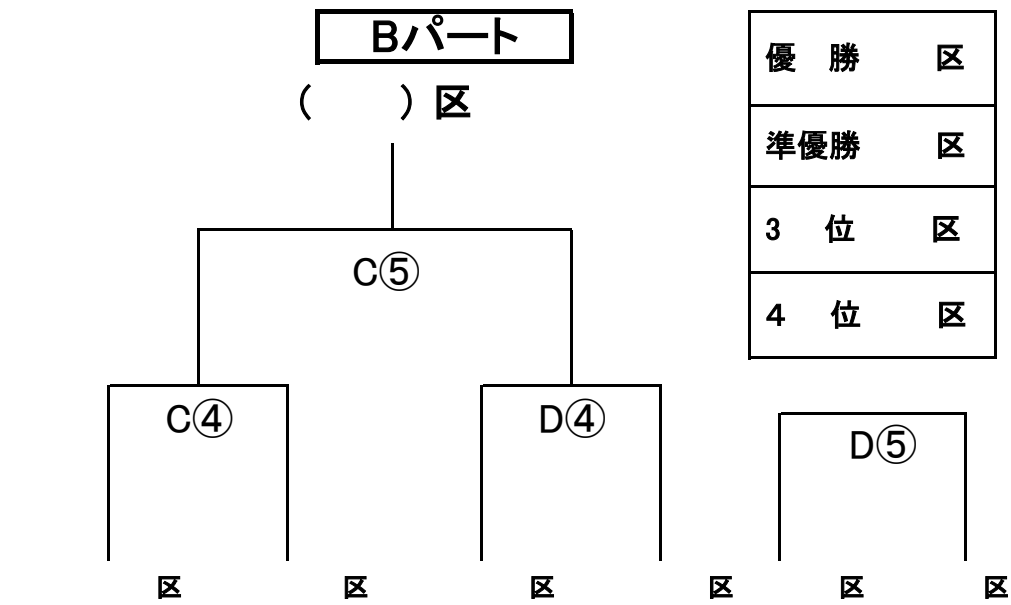 Bパート
(　　)区
優　勝　　区
準優勝　　区
3　位　　区
4　位　　区
C⑤
C④
D④
D⑤
区　区　区　区　区　区